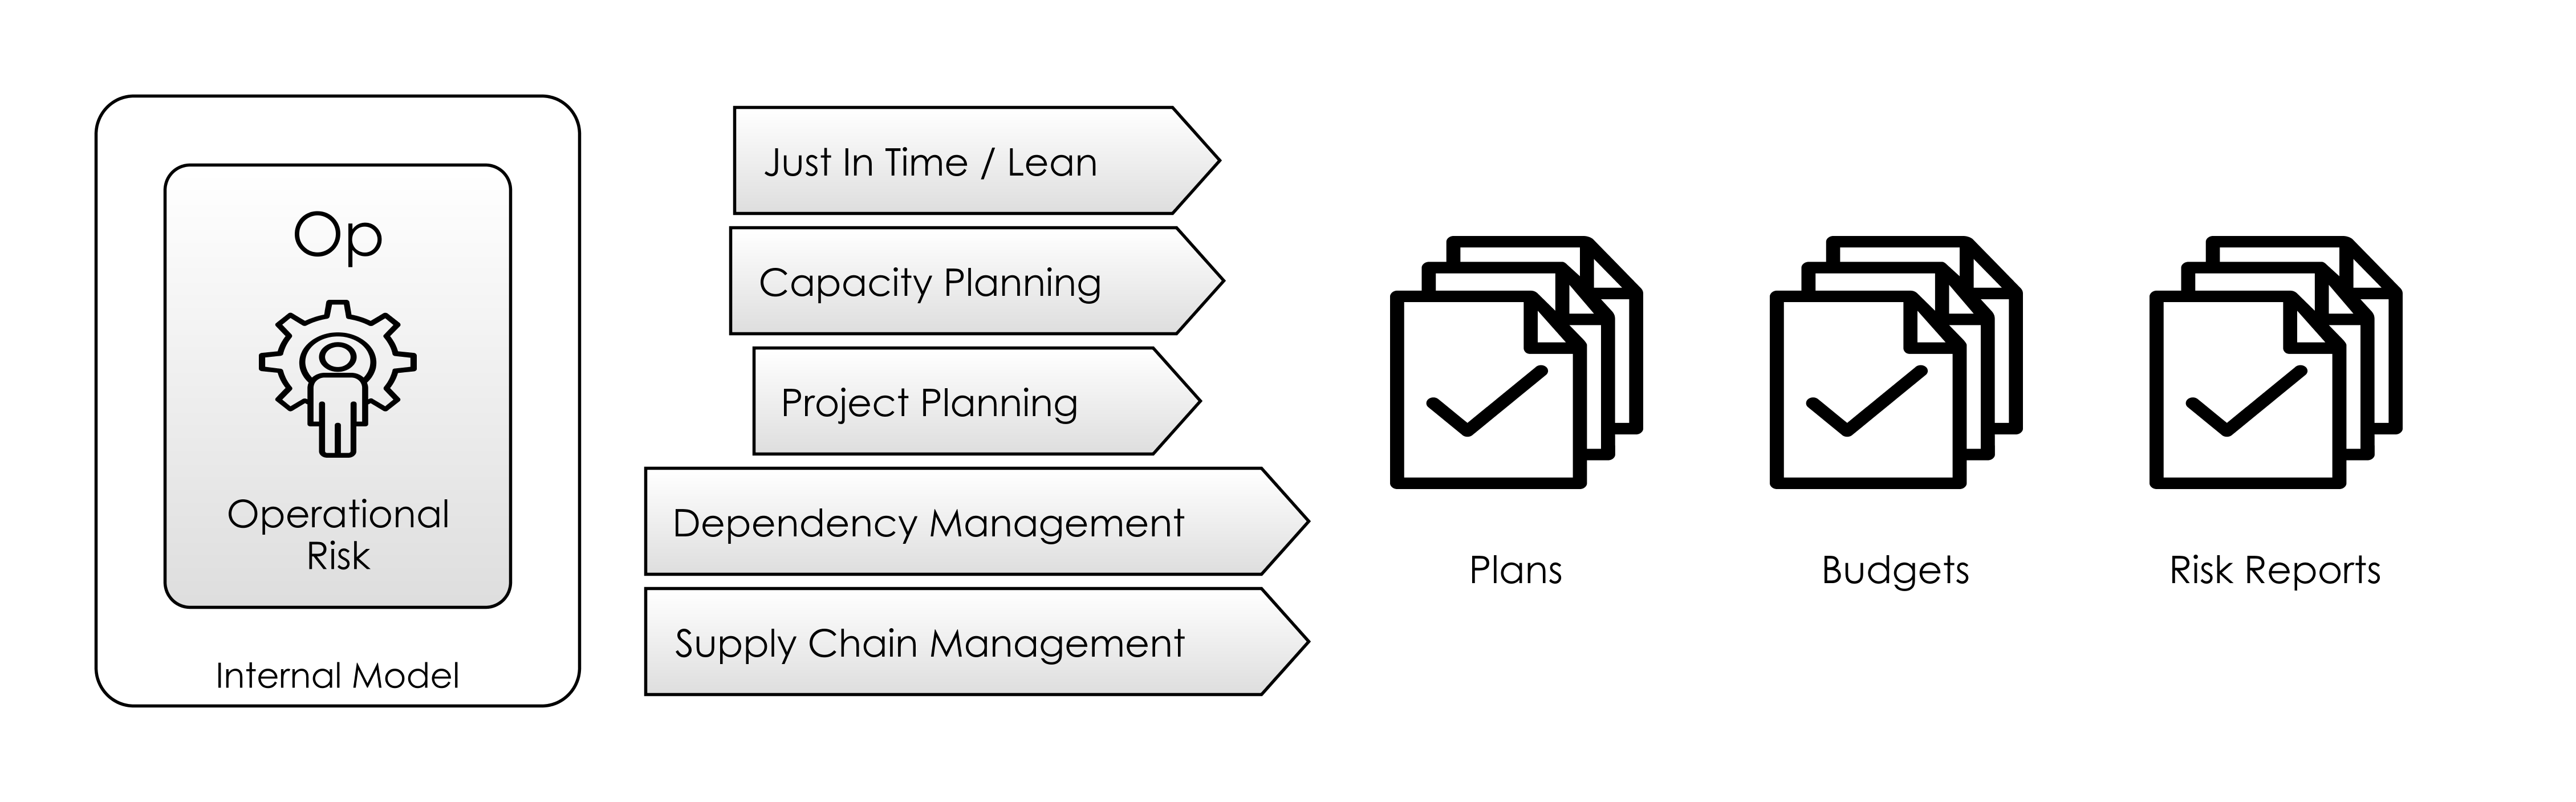 Op
Operational
Risk
Internal Model
Just In Time / Lean
Capacity Planning
Project Planning
Dependency Management
Supply Chain Management
Plans
Budgets
Risk Reports